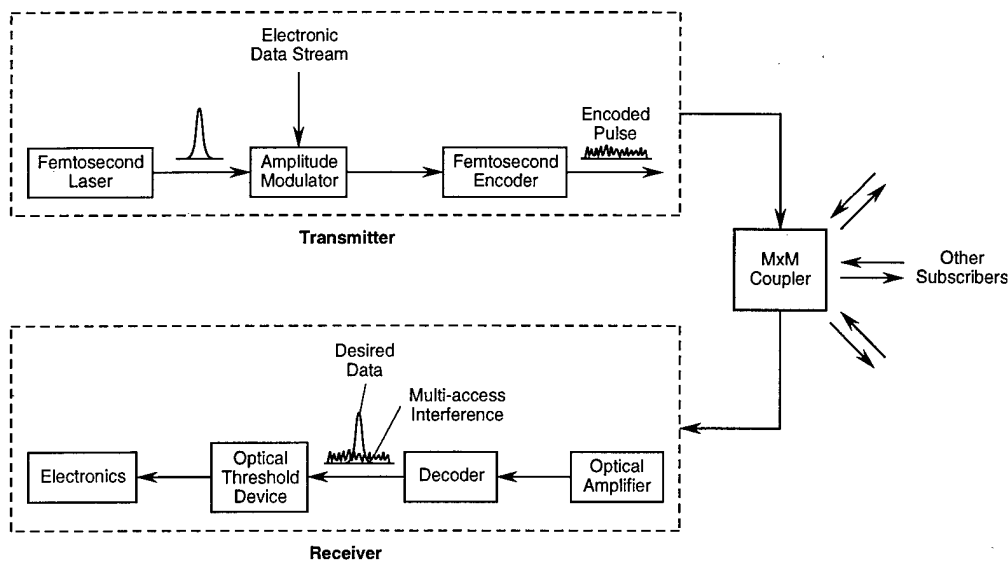 Electronic
Data Stream
Encoded
Pulse
Femtosecond
Laser
Amplitude
Modulator
Femtosecond
Encoder
Transmitter
MxM
Coupler
Other
Subscribers
Desired
Data
Multi-access
Interference
Electronics
Optical
Threshold
Device
Decoder
Optical
Amplifier
Receiver